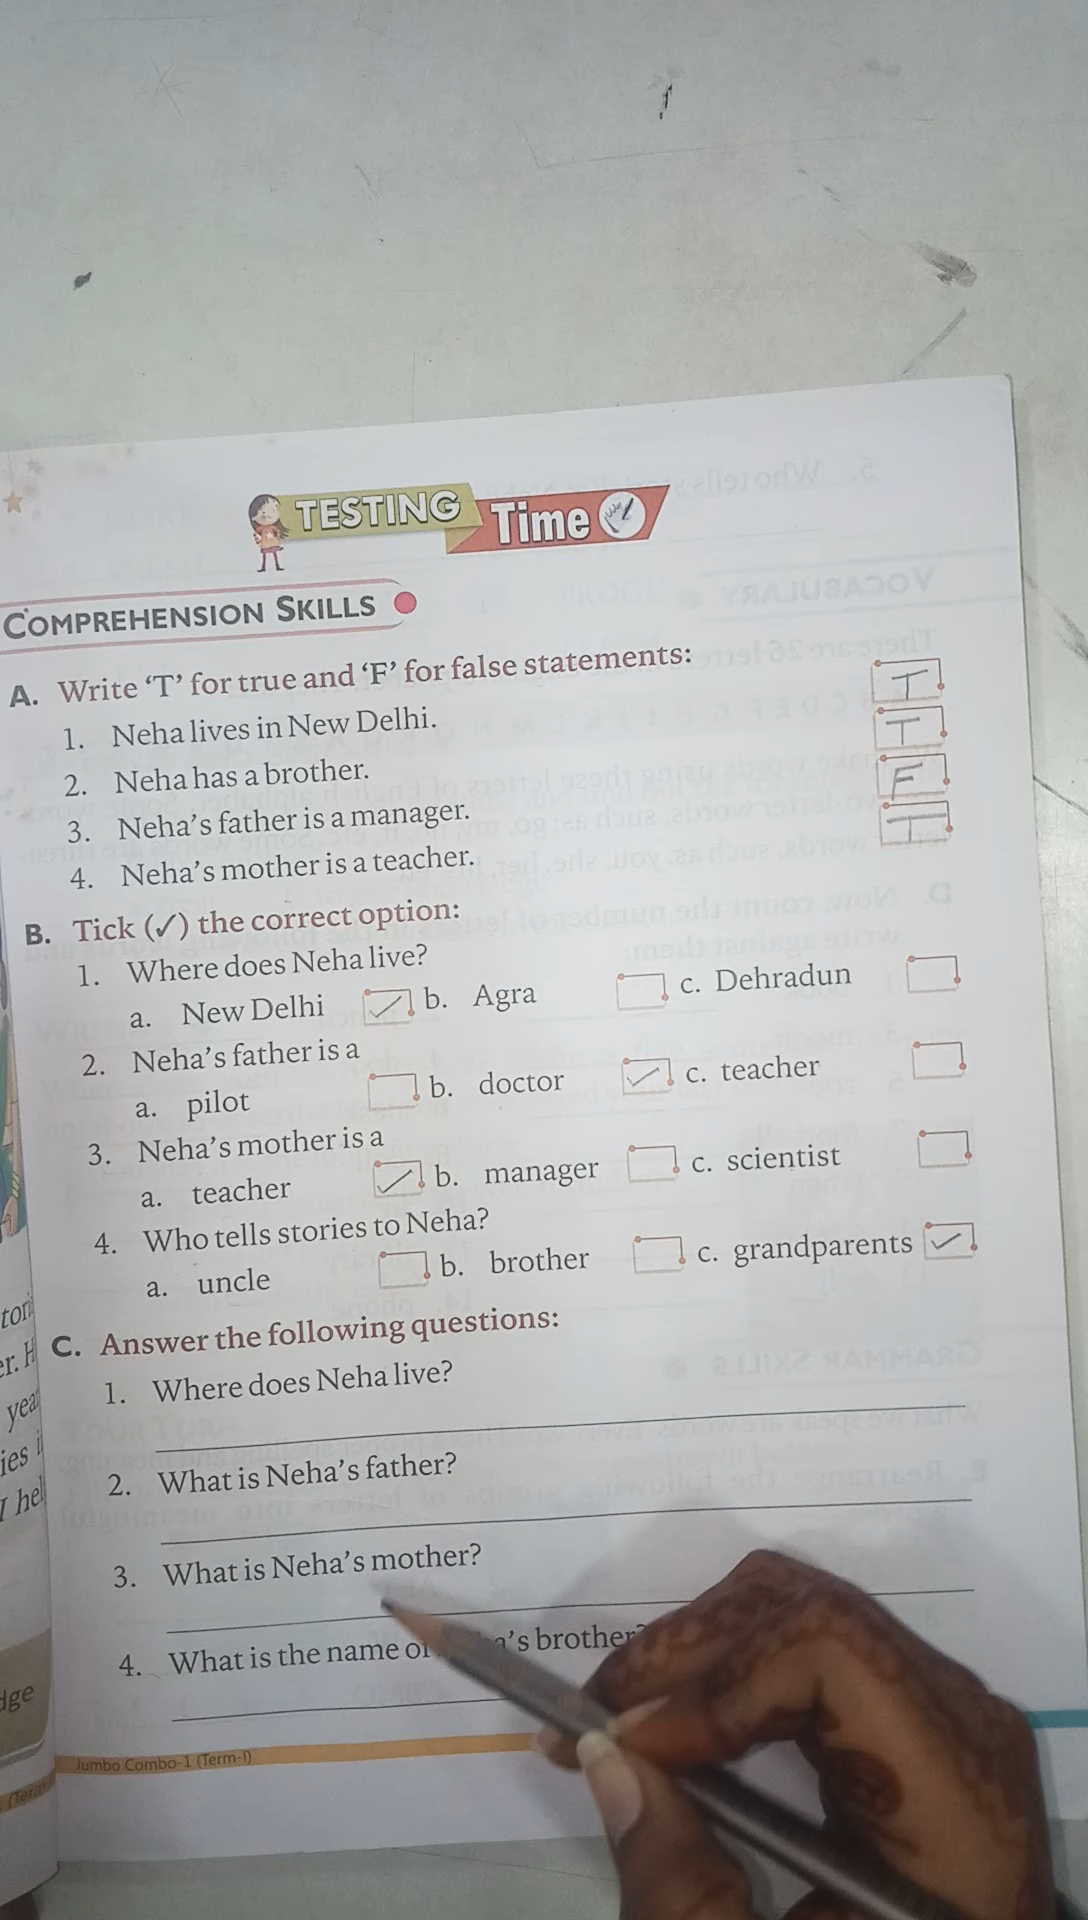 TESTING Time
COMPREHENSION SKILLS
A. Write ‘T’ for true and ‘F’ for false statements:
1. Neha lives in New Delhi. T
2. Neha has a brother. T
3. Neha’s father is a manager. F
4. Neha’s mother is a teacher. T
B. Tick (✓) the correct option:
1. Where does Neha live?
a. New Delhi ✓ b. Agra c. Dehradun
2. Neha’s father is a
a. pilot b. doctor ✓ c. teacher
3. Neha’s mother is a
a. teacher ✓ b. manager c. scientist
4. Who tells stories to Neha?
a. uncle b. brother c. grandparents ✓
C. Answer the following questions:
1. Where does Neha live?
2. What is Neha’s father?
3. What is Neha’s mother?
4. What is the name of ’s brother?
Jumbo Combo-1 (Term-I)